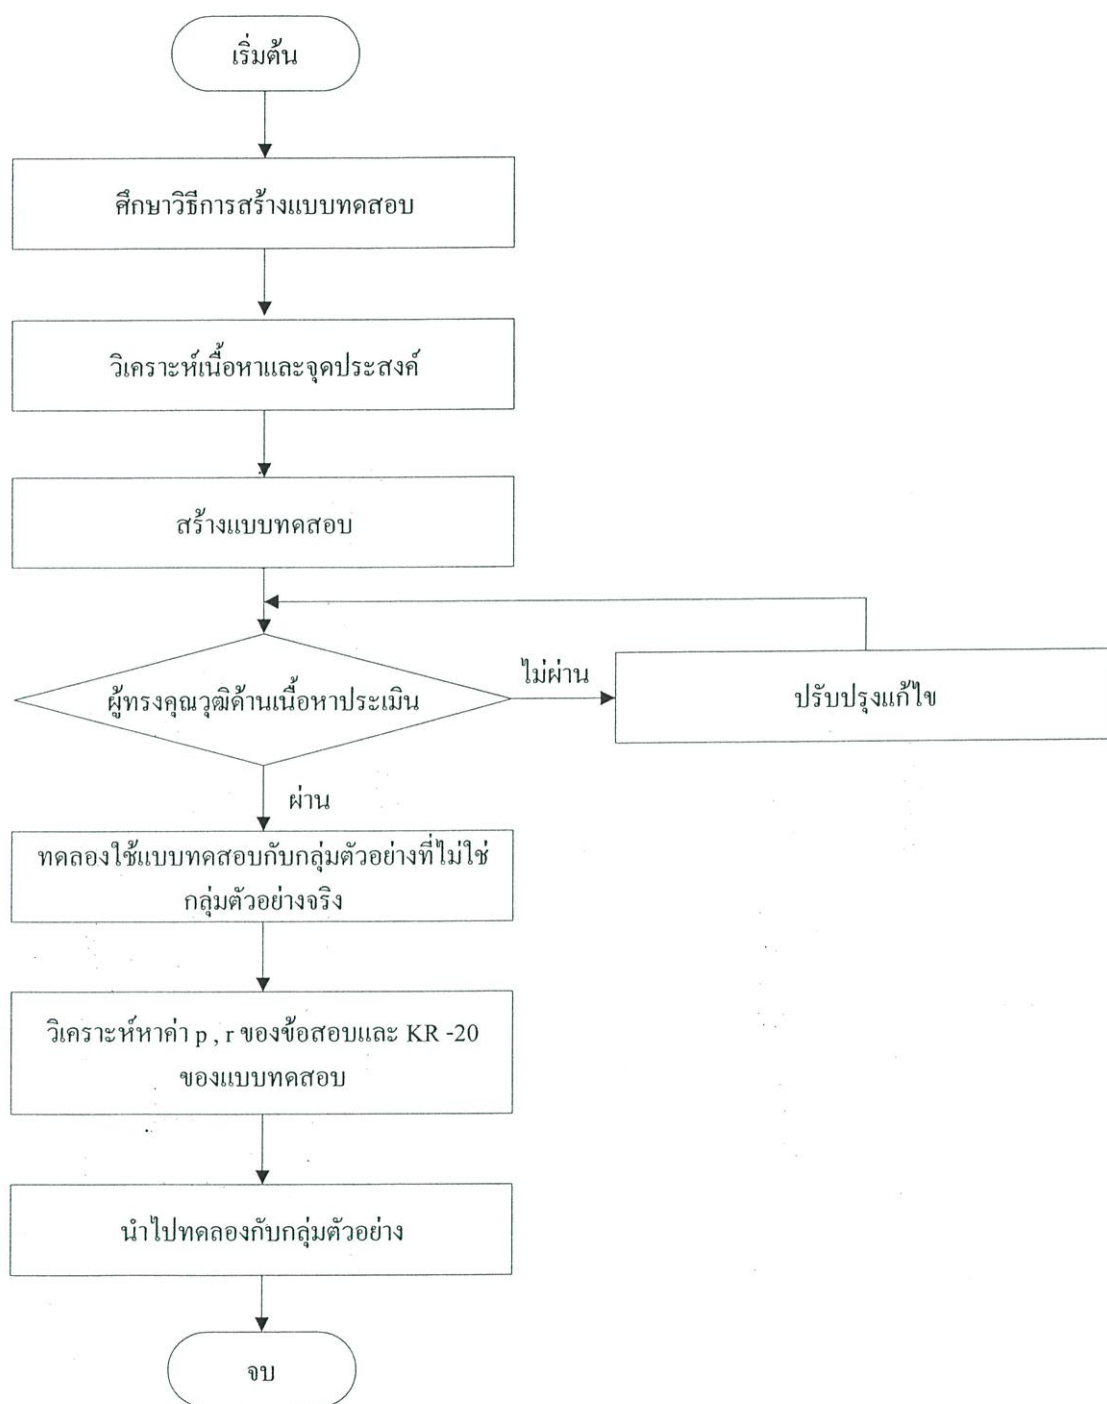 เริ่มต้น
ศึกษาวิธีการสร้างแบบทดสอบ
วิเคราะห์เนื้อหาและจุดประสงค์
สร้างแบบทดสอบ
ผู้ทรงคุณวุฒิด้านเนื้อหาประเมิน
ไม่ผ่าน
ปรับปรุงแก้ไข
ผ่าน
ทดลองใช้แบบทดสอบกับกลุ่มตัวอย่างที่ไม่ใช่
กลุ่มตัวอย่างจริง
วิเคราะห์หาค่า p , r ของข้อสอบและ KR -20
ของแบบทดสอบ
นำไปทดลองกับกลุ่มตัวอย่าง
จบ